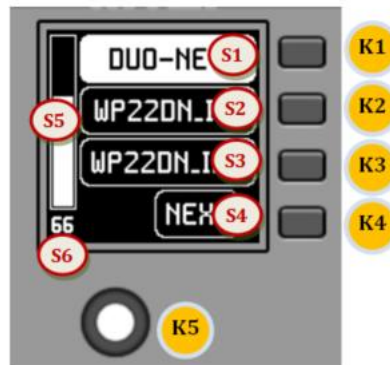 DUO-NE S1 K1
WP22DN_I S2 K2
S5
WP22DN_I S3 K3
NEX S4 K4
66
S6
K5